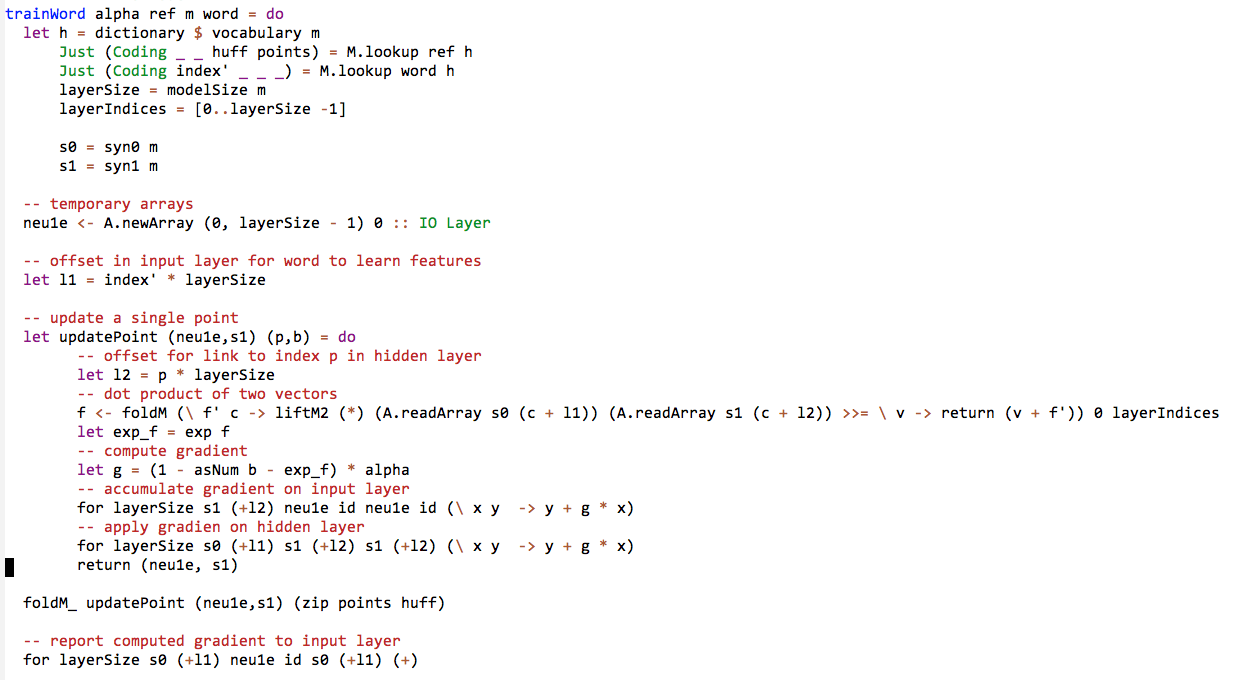 trainWord alpha ref m word = do
  let h = dictionary $ vocabulary m
      Just (Coding _ _ huff points) = M.lookup ref h
      Just (Coding index' _ _ _) = M.lookup word h
      layerSize = modelSize m
      layerIndices = [0..layerSize -1]

      s0 = syn0 m
      s1 = syn1 m

  -- temporary arrays
  neu1e <- A.newArray (0, layerSize - 1) 0 :: IO Layer

  -- offset in input layer for word to learn features
  let l1 = index' * layerSize

  -- update a single point
  let updatePoint (neu1e,s1) (p,b) = do
        -- offset for link to index p in hidden layer
        let l2 = p * layerSize
        -- dot product of two vectors
        f <- foldM (\ f' c -> liftM2 (*) (A.readArray s0 (c + l1)) (A.readArray s1 (c + l2)) >>= \ v -> return (v + f')) 0 layerIndices
        let exp_f = exp f
        -- compute gradient
        let g = (1 - asNum b - exp_f) * alpha
        -- accumulate gradient on input layer
        for layerSize s1 (+l2) neu1e id neu1e id (\ x y  -> y + g * x)
        -- apply gradien on hidden layer
        for layerSize s0 (+l1) s1 (+l2) s1 (+l2) (\ x y  -> y + g * x)
        return (neu1e, s1)

  foldM_ updatePoint (neu1e,s1) (zip points huff)

  -- report computed gradient to input layer
  for layerSize s0 (+l1) neu1e id s0 (+l1) (+)